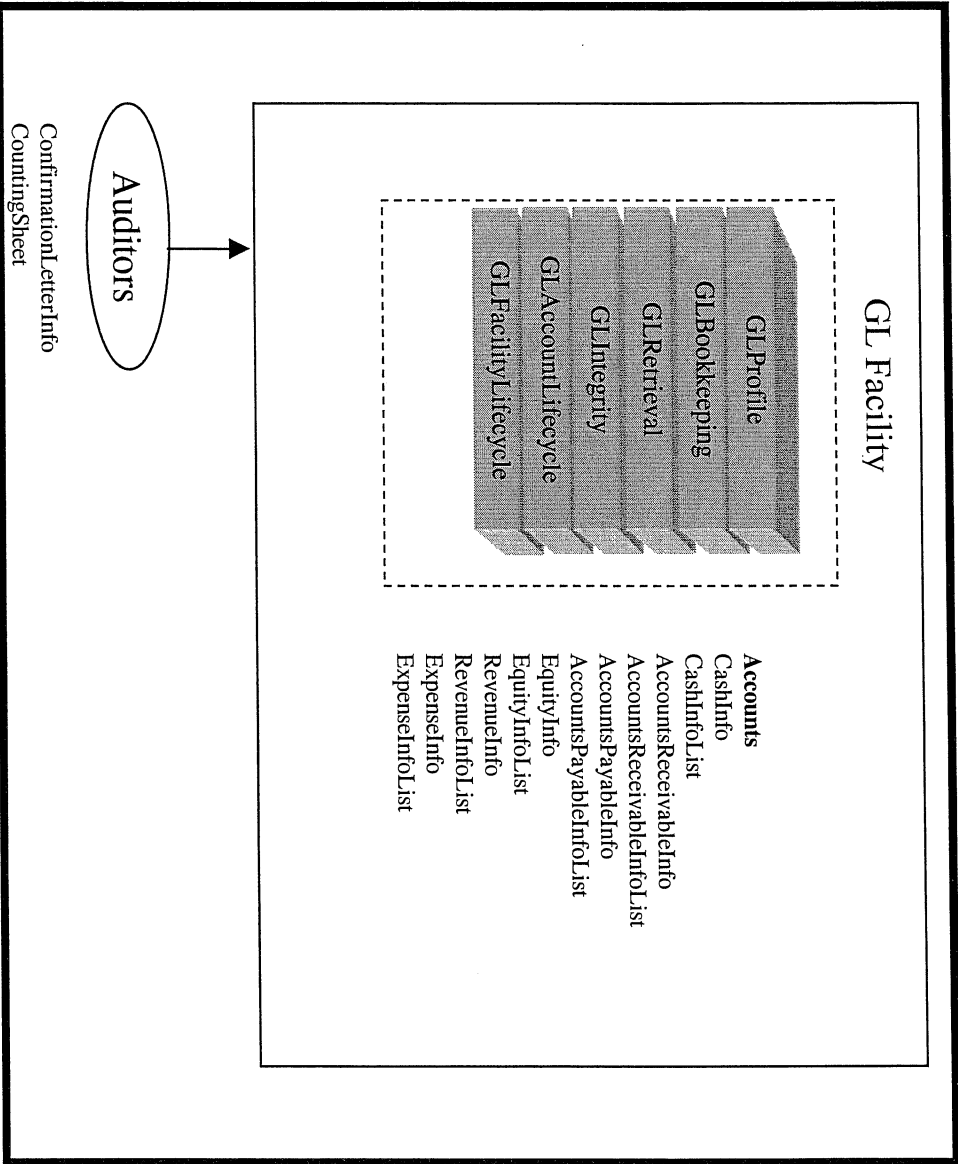 GL Facility
GLProfile
GLBookkeeping
GLRetrieval
GLIntegrity
GLAccountLifecycle
GLFacilityLifecycle
Accounts
CashInfo
CashInfoList
AccountsReceivableInfo
AccountsReceivableInfoList
AccountsPayableInfo
AccountsPayableInfoList
EquityInfo
EquityInfoList
RevenueInfo
RevenueInfoList
ExpenseInfo
ExpenseInfoList
Auditors
ConfirmationLetterInfo
CountingSheet